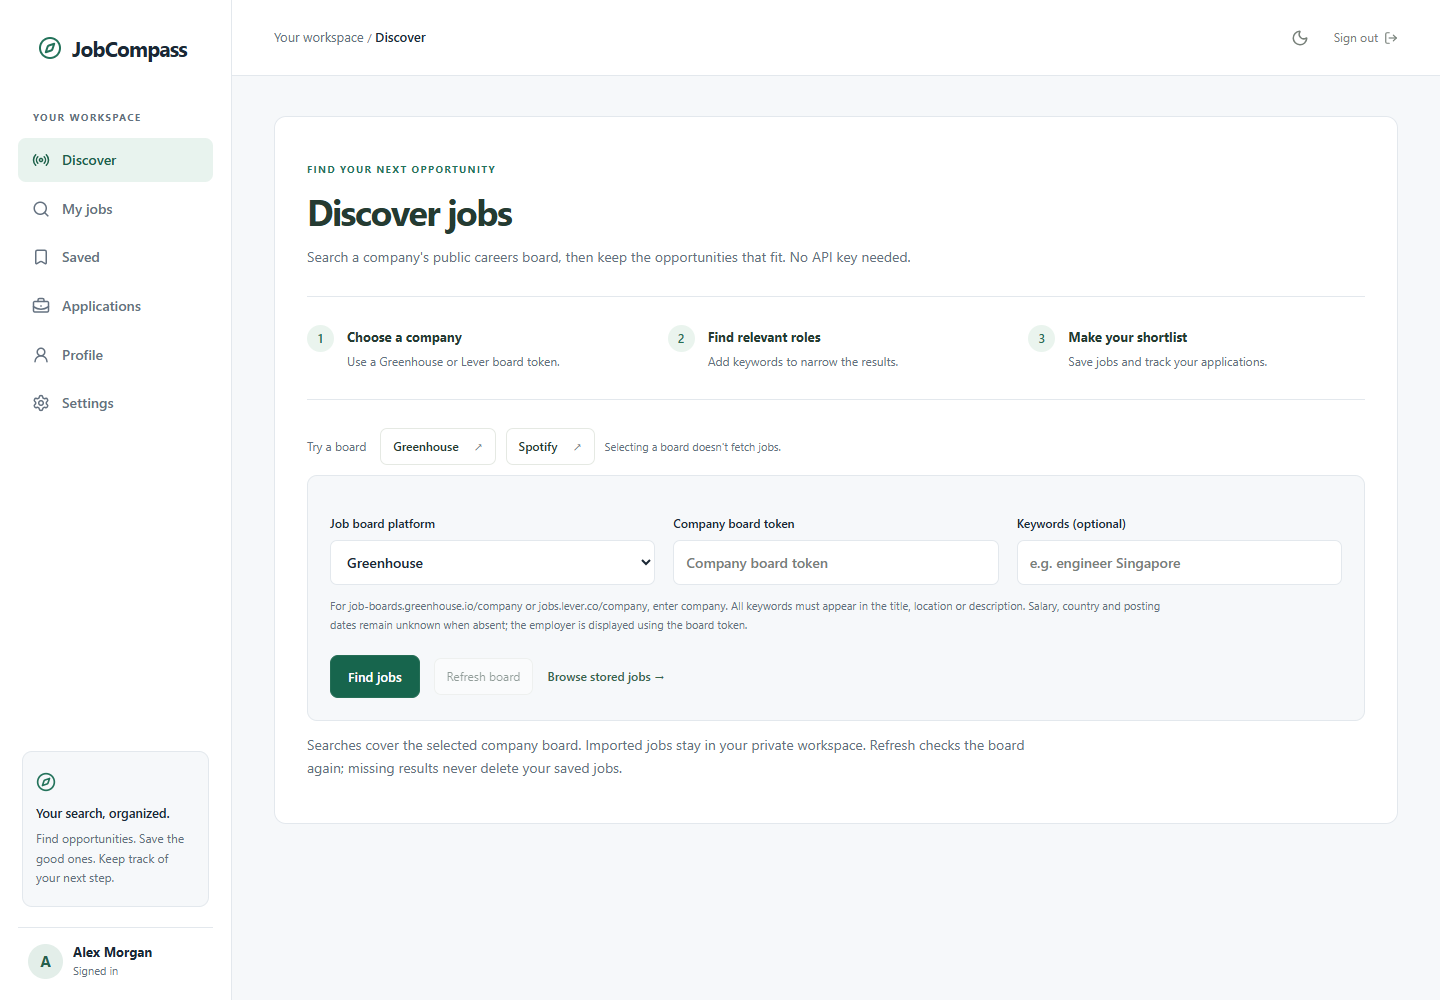 JobCompass
YOUR WORKSPACE
Discover
My jobs
Saved
Applications
Profile
Settings
Your search, organized.
Find opportunities. Save the
good ones. Keep track of
your next step.
A
Alex Morgan
Signed in
Your workspace / Discover
Sign out
FIND YOUR NEXT OPPORTUNITY
Discover jobs
Search a company's public careers board, then keep the opportunities that fit. No API key needed.
1
Choose a company
Use a Greenhouse or Lever board token.
2
Find relevant roles
Add keywords to narrow the results.
3
Make your shortlist
Save jobs and track your applications.
Try a board
Greenhouse ↗
Spotify ↗
Selecting a board doesn't fetch jobs.
Job board platform
Greenhouse
Company board token
Company board token
Keywords (optional)
e.g. engineer Singapore
For job-boards.greenhouse.io/company or jobs.lever.co/company, enter company. All keywords must appear in the title, location or description. Salary, country and posting
dates remain unknown when absent; the employer is displayed using the board token.
Find jobs
Refresh board
Browse stored jobs →
Searches cover the selected company board. Imported jobs stay in your private workspace. Refresh checks the board
again; missing results never delete your saved jobs.